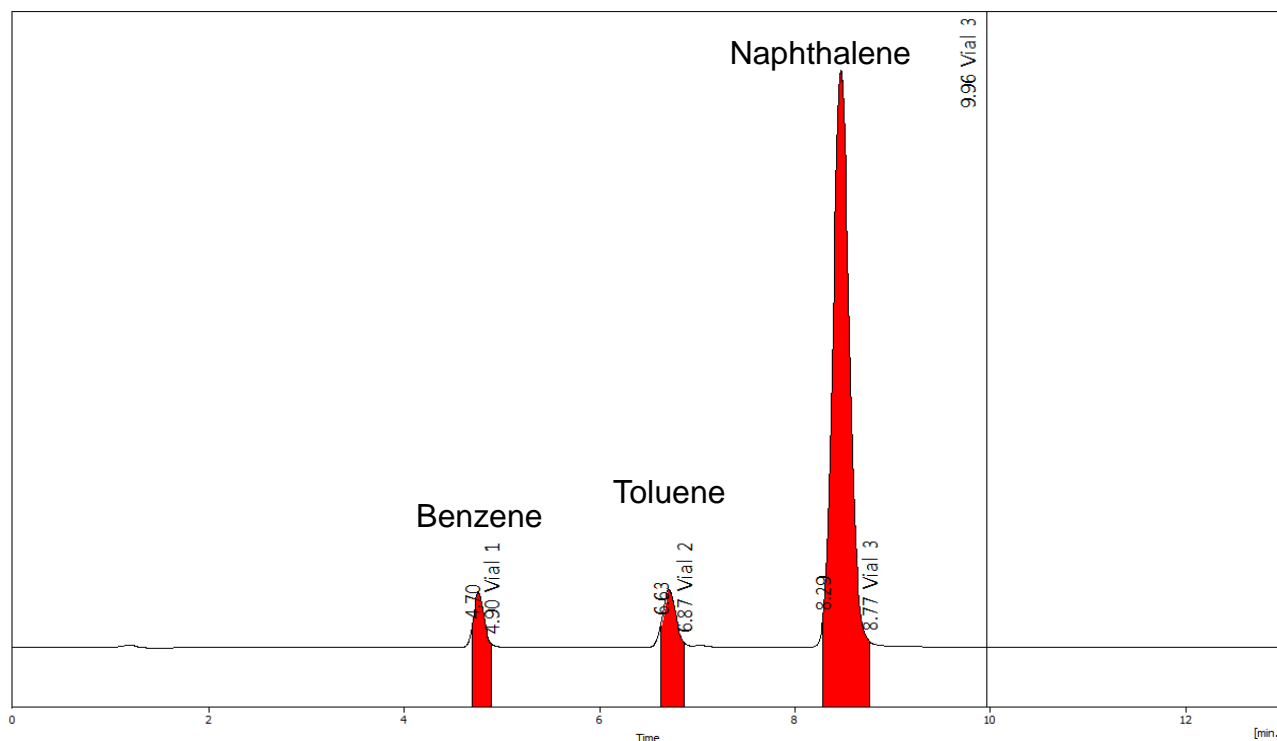 Naphthalene
9.96 Vial 3
Toluene
Benzene
4.70
4.90 Vial 1
6.63
6.87 Vial 2
8.29
8.77 Vial 3
0 2 4 6 8 10 12
Time
[min.